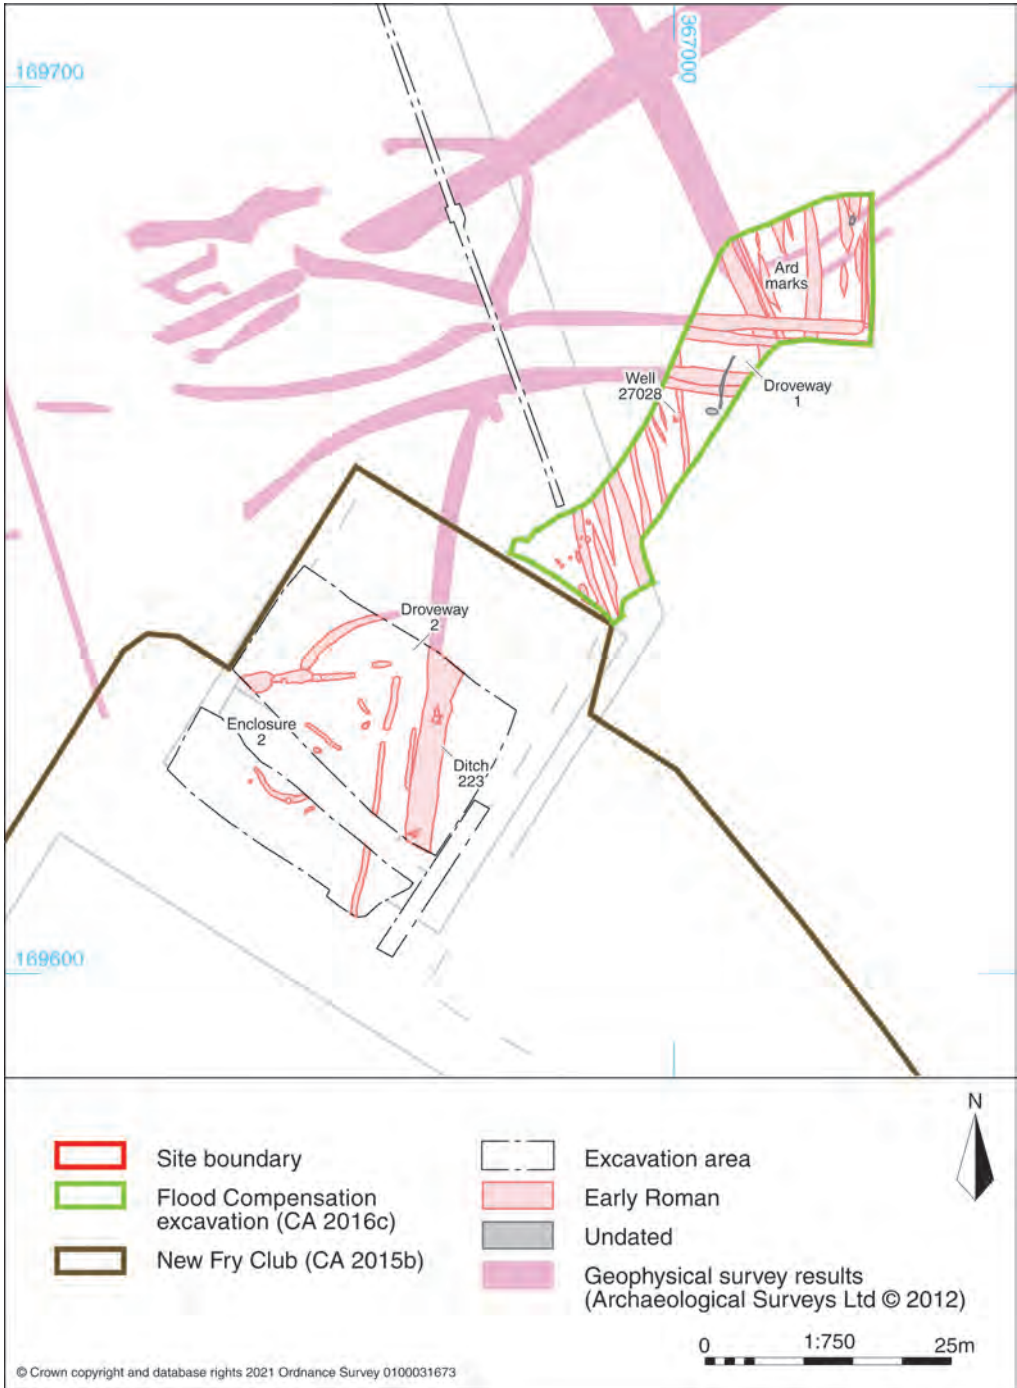 169700
367000
Ard
marks
Well
27028
Droveway
1
Droveway
2
Enclosure
2
Ditch
223
169600
N
Site boundary
Flood Compensation
excavation (CA 2016c)
New Fry Club (CA 2015b)
Excavation area
Early Roman
Undated
Geophysical survey results
(Archaeological Surveys Ltd © 2012)
0 1:750 25m
© Crown copyright and database rights 2021 Ordnance Survey 0100031673